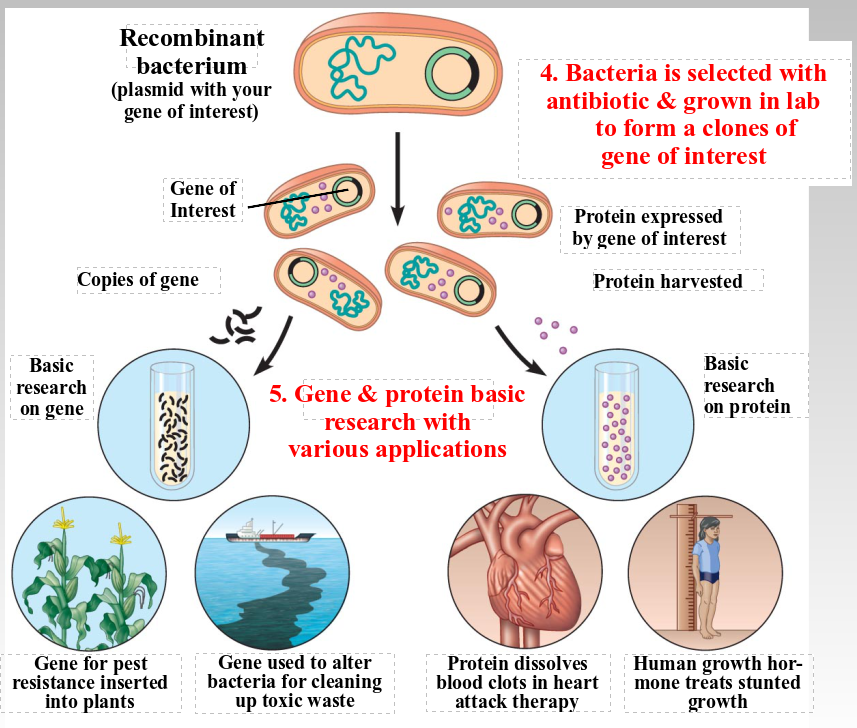 Recombinant
bacterium
(plasmid with your
gene of interest)
4. Bacteria is selected with
antibiotic & grown in lab
to form a clones of
gene of interest
Gene of
Interest
Protein expressed
by gene of interest
Copies of gene
Protein harvested
Basic
research
on gene
5. Gene & protein basic
research with
various applications
Basic
research
on protein
Gene for pest
resistance inserted
into plants
Gene used to alter
bacteria for cleaning
up toxic waste
Protein dissolves
blood clots in heart
attack therapy
Human growth hor-
mone treats stunted
growth